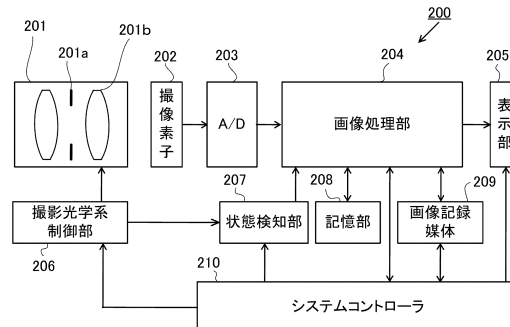 200
201
201a
201b
202
203
204
205
撮像素子
A/D
画像処理部
表示部
207
208
209
撮影光学系
制御部
状態検知部
記憶部
画像記録
媒体
206
210
システムコントローラ